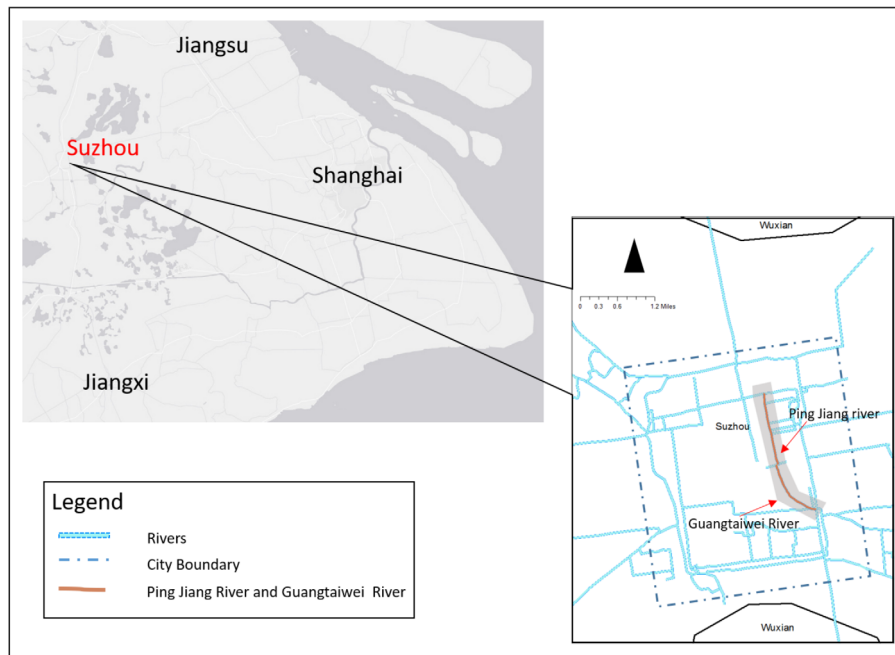 Jiangsu
Suzhou
Shanghai
Jiangxi
Wuxian
0 0.3 0.6 1.2 Miles
Ping Jiang river
Suzhou
Guangtaiwei River
Wuxian
Legend
Rivers
City Boundary
Ping Jiang River and Guangtaiwei River